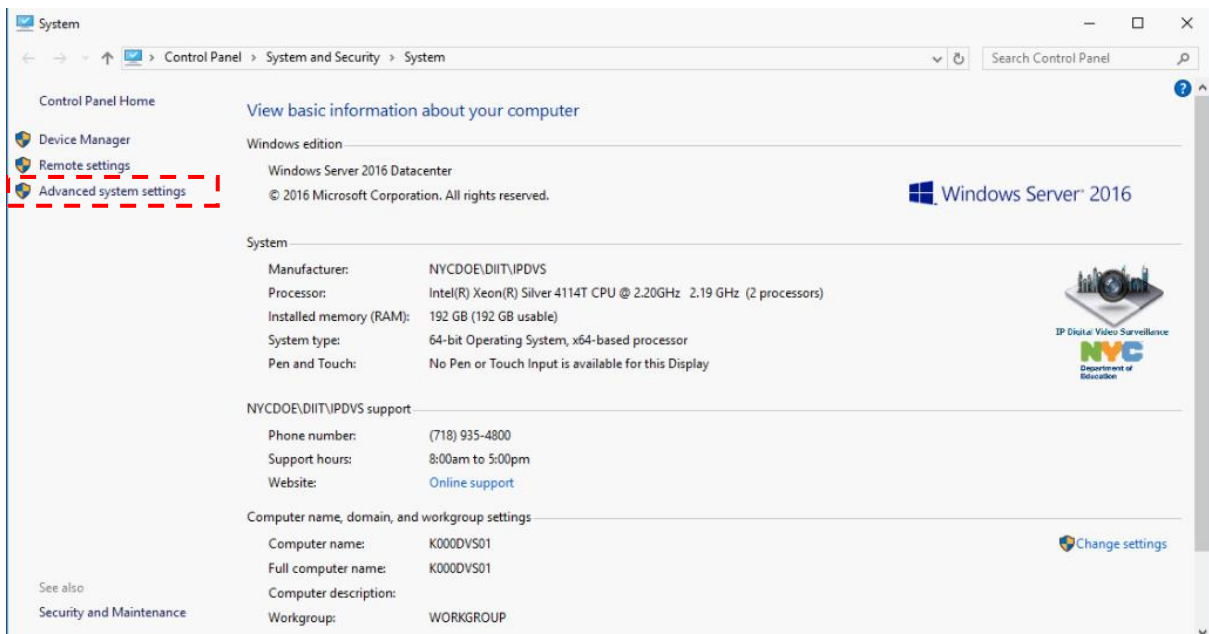 System
Control Panel > System and Security > System
Search Control Panel
Control Panel Home
Device Manager
Remote settings
Advanced system settings
See also
Security and Maintenance
?
View basic information about your computer
Windows edition
Windows Server 2016 Datacenter
© 2016 Microsoft Corporation. All rights reserved.
Windows Server® 2016
System
Manufacturer: NYCDOE\DIIT\IPDVS
Processor: Intel(R) Xeon(R) Silver 4114T CPU @ 2.20GHz 2.19 GHz (2 processors)
Installed memory (RAM): 192 GB (192 GB usable)
System type: 64-bit Operating System, x64-based processor
Pen and Touch: No Pen or Touch Input is available for this Display
IP Digital Video Surveillance
NYC
Department of
Education
NYCDOE\DIIT\IPDVS support
Phone number: (718) 935-4800
Support hours: 8:00am to 5:00pm
Website: Online support
Computer name, domain, and workgroup settings
Computer name: K000DVS01
Change settings
Full computer name: K000DVS01
Computer description:
Workgroup: WORKGROUP